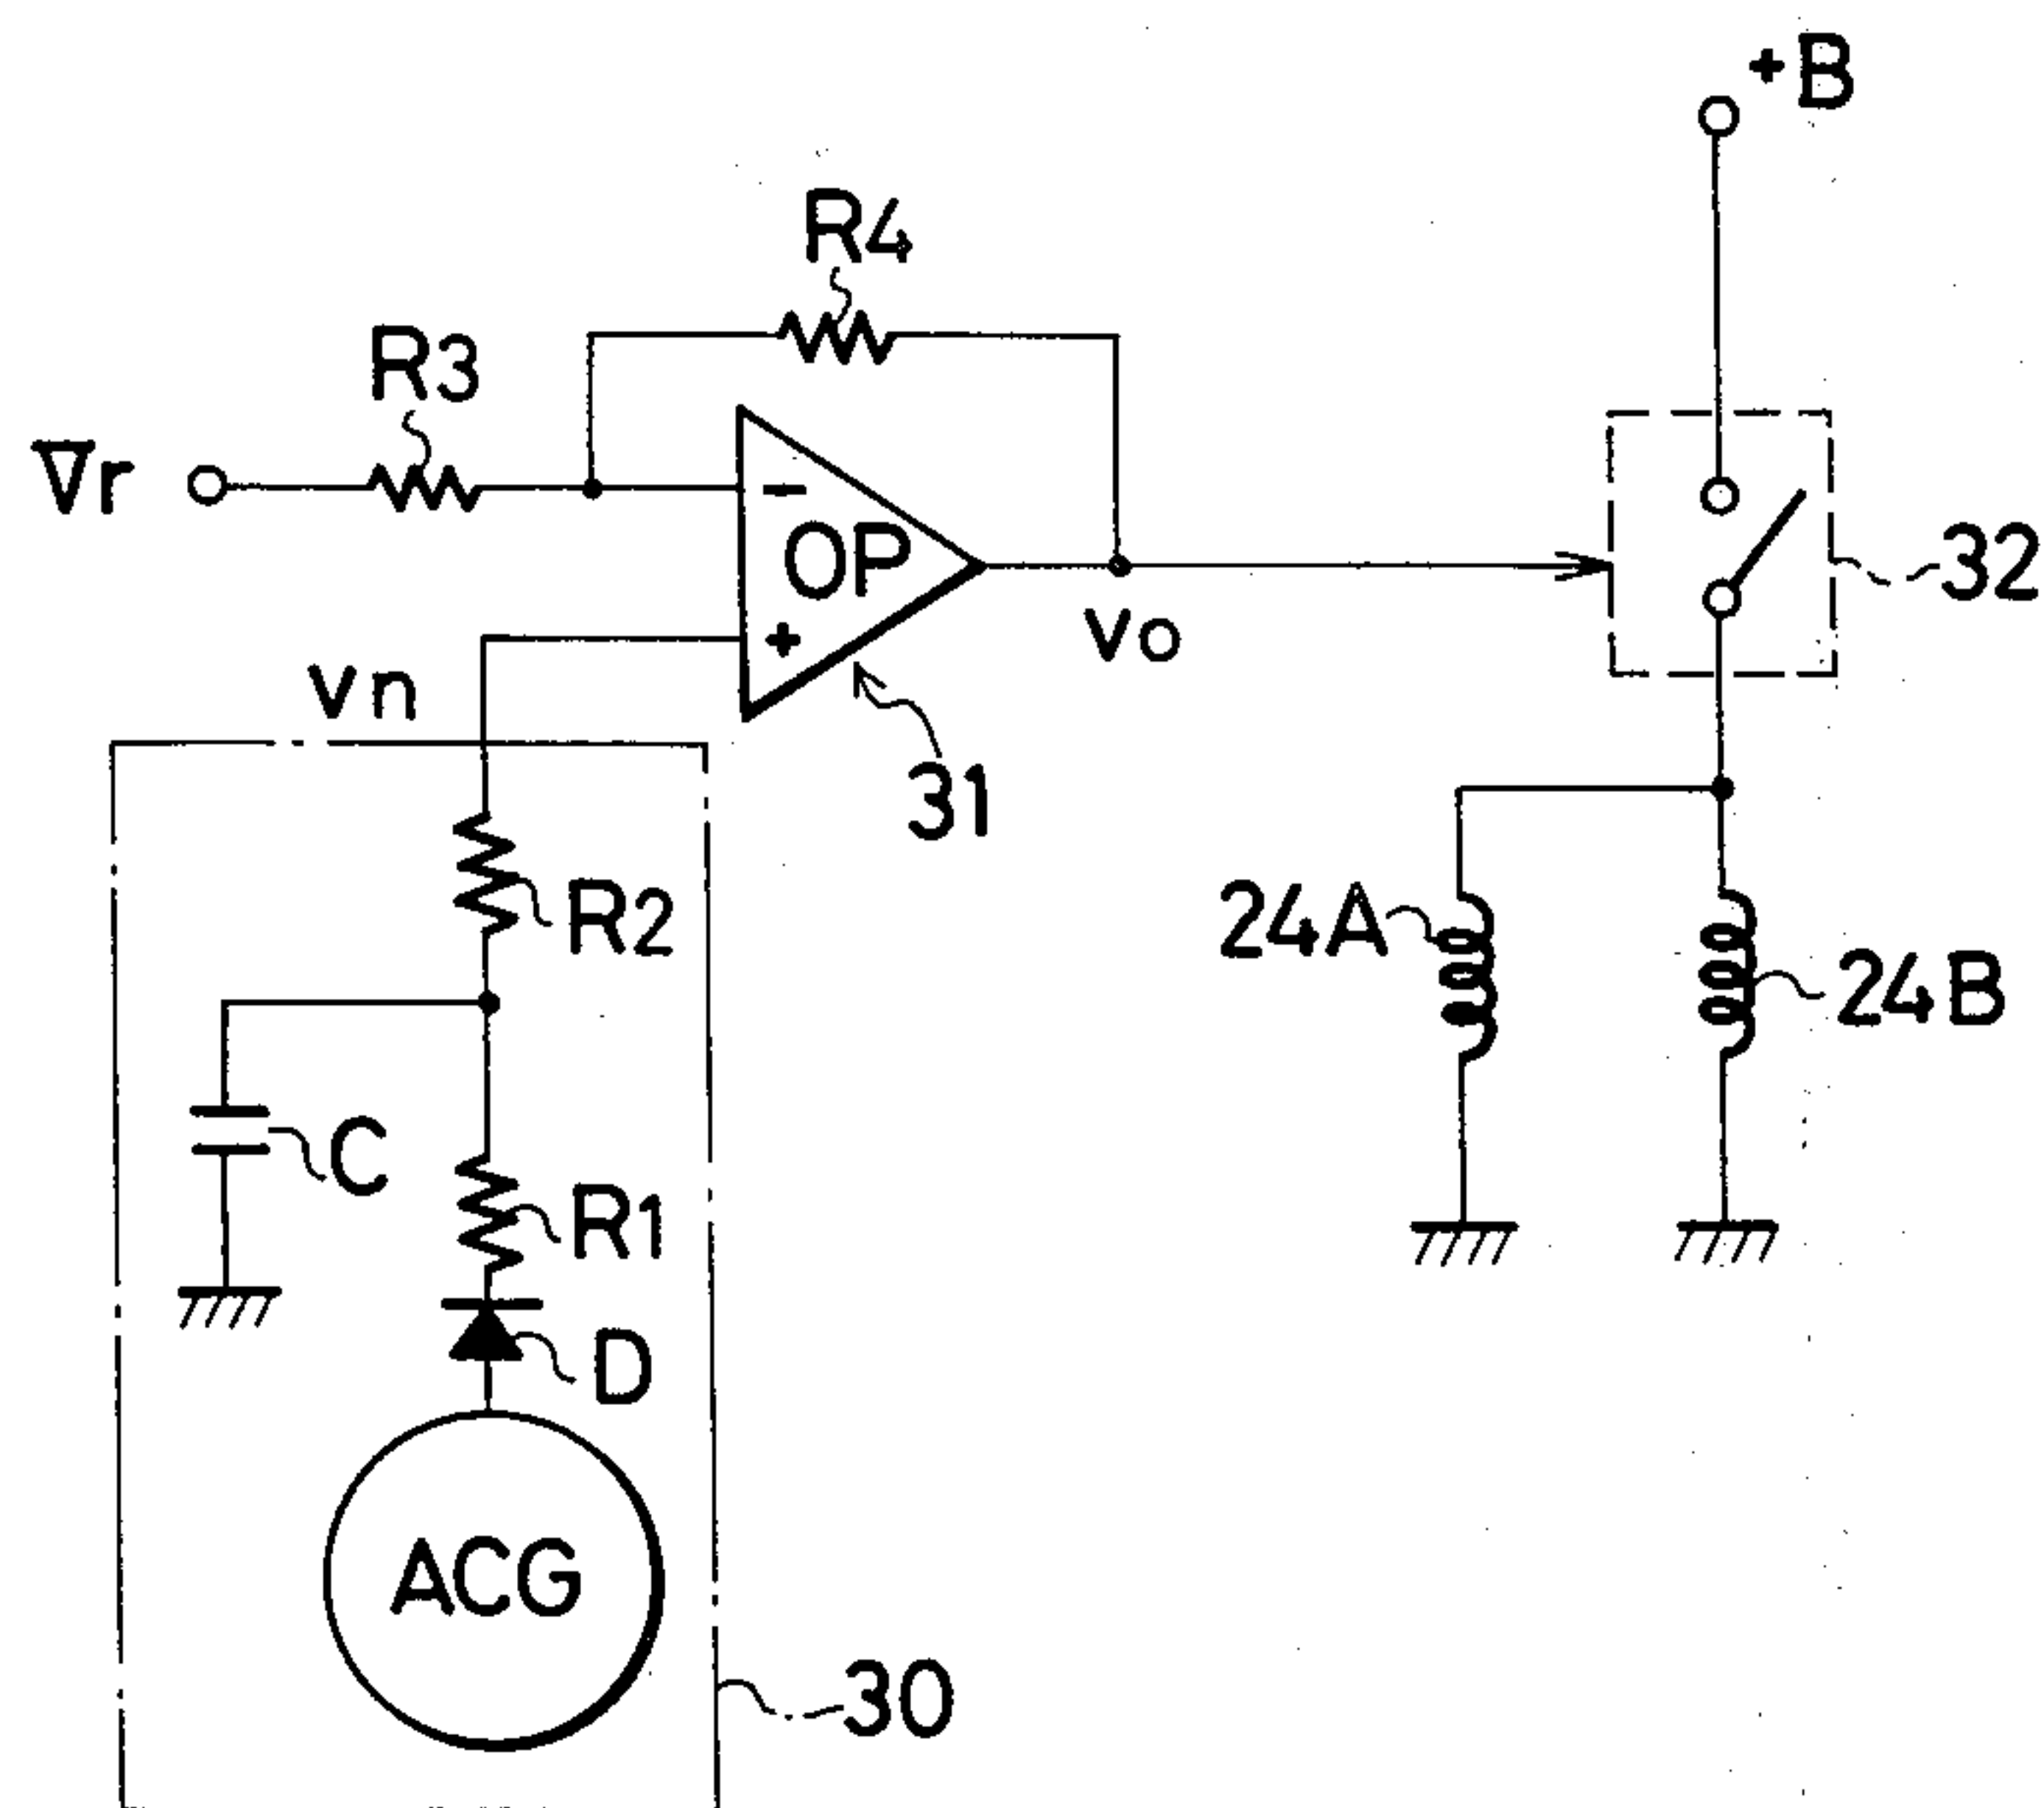 +B
R4
R3
Vr
-
OP
+
32
vo
vn
31
R2
24A
24B
C
R1
D
ACG
30